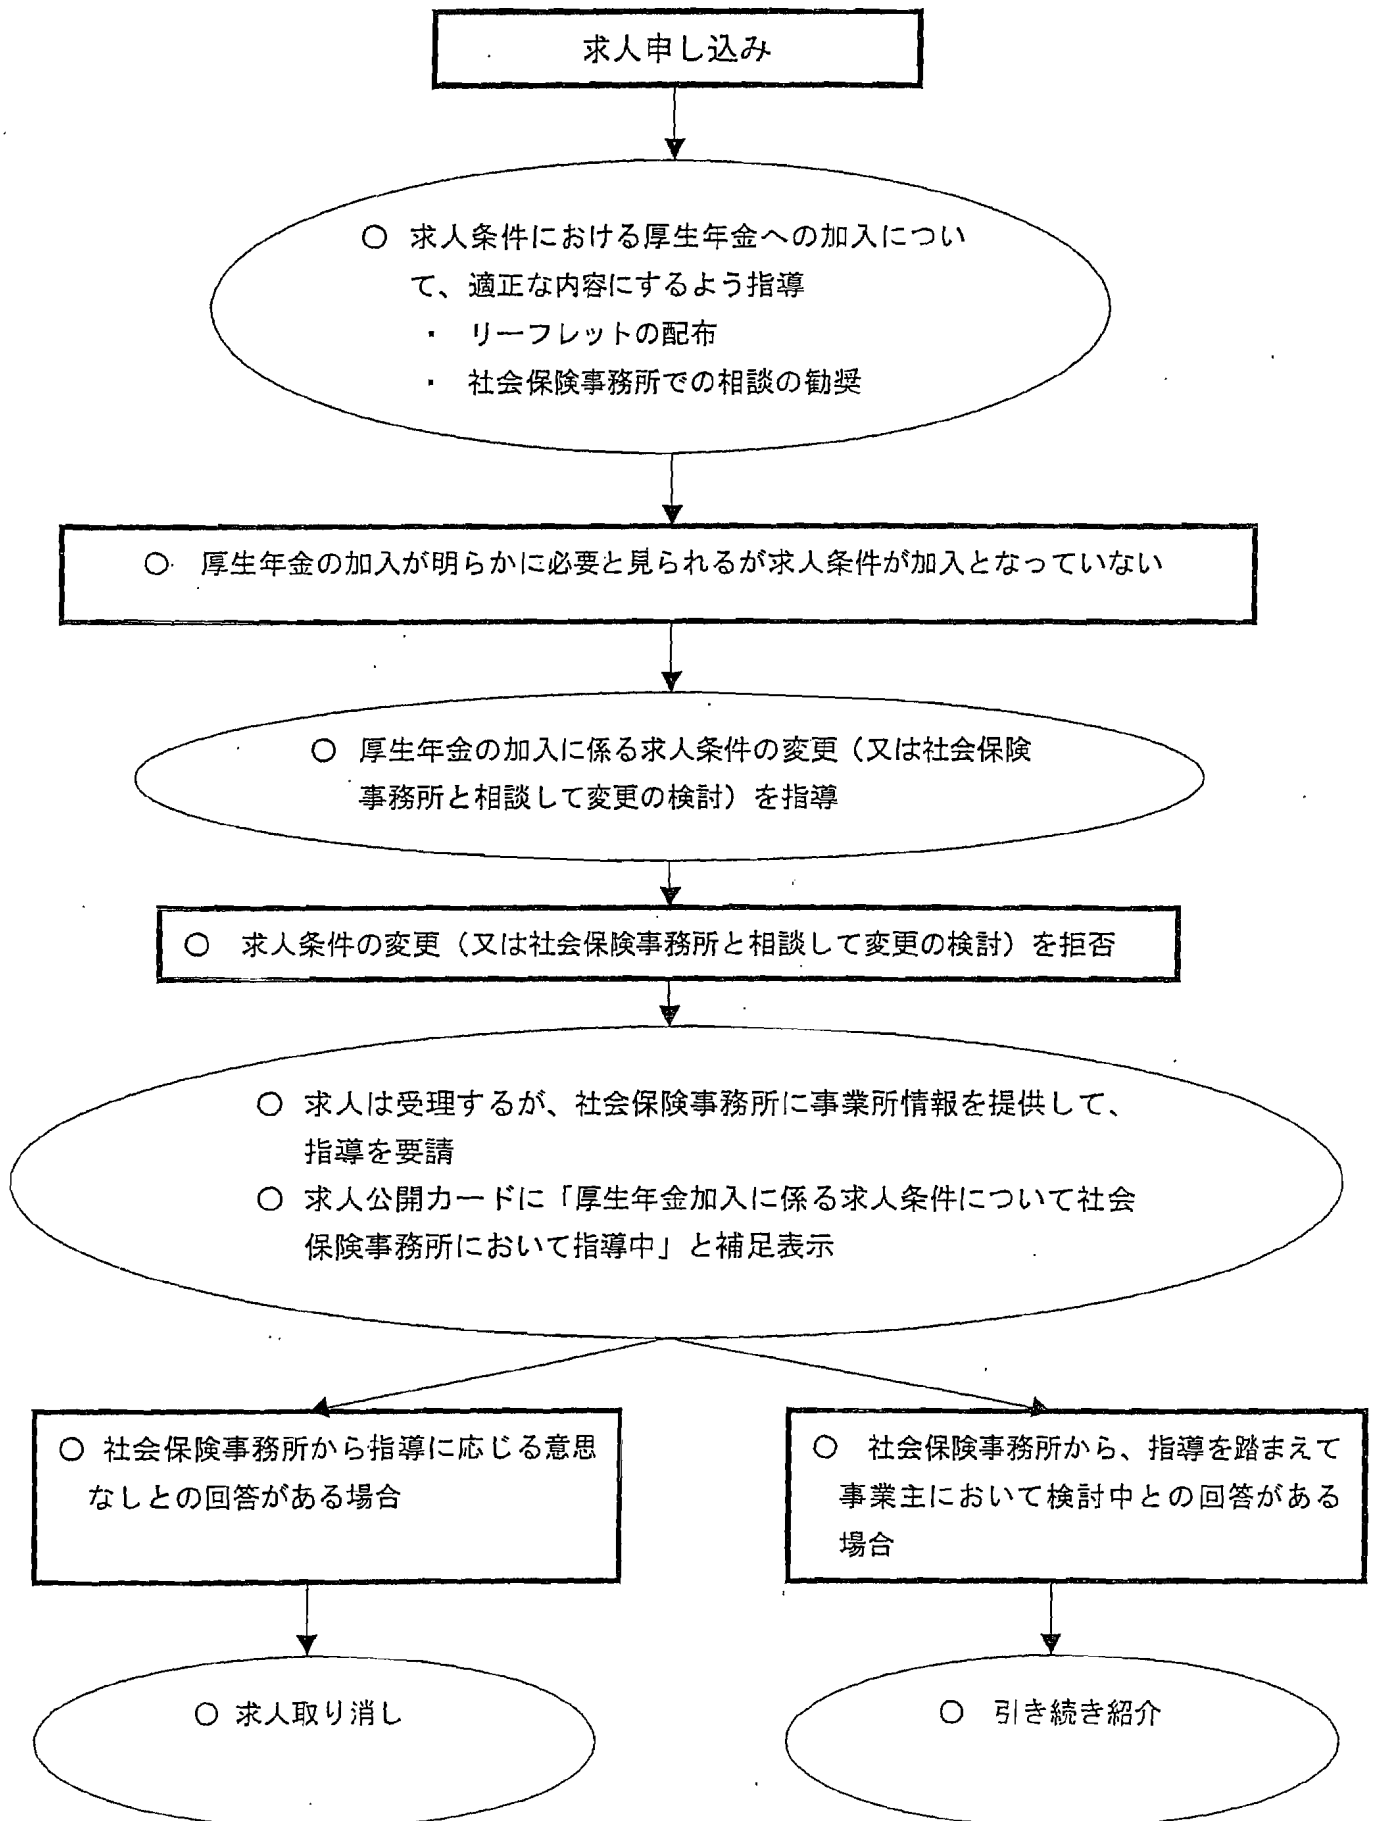 求人申し込み
○ 求人条件における厚生年金への加入につい
て、適正な内容にするよう指導
・ リーフレットの配布
・ 社会保険事務所での相談の勧奨
○ 厚生年金の加入が明らかに必要と見られるが求人条件が加入となっていない
○ 厚生年金の加入に係る求人条件の変更（又は社会保険
事務所と相談して変更の検討）を指導
○ 求人条件の変更（又は社会保険事務所と相談して変更の検討）を拒否
○ 求人は受理するが、社会保険事務所に事業所情報を提供して、
指導を要請
○ 求人公開カードに「厚生年金加入に係る求人条件について社会
保険事務所において指導中」と補足表示
○ 社会保険事務所から指導に応じる意思
なしとの回答がある場合
○ 社会保険事務所から、指導を踏まえて
事業主において検討中との回答がある
場合
○ 求人取り消し
○ 引き続き紹介